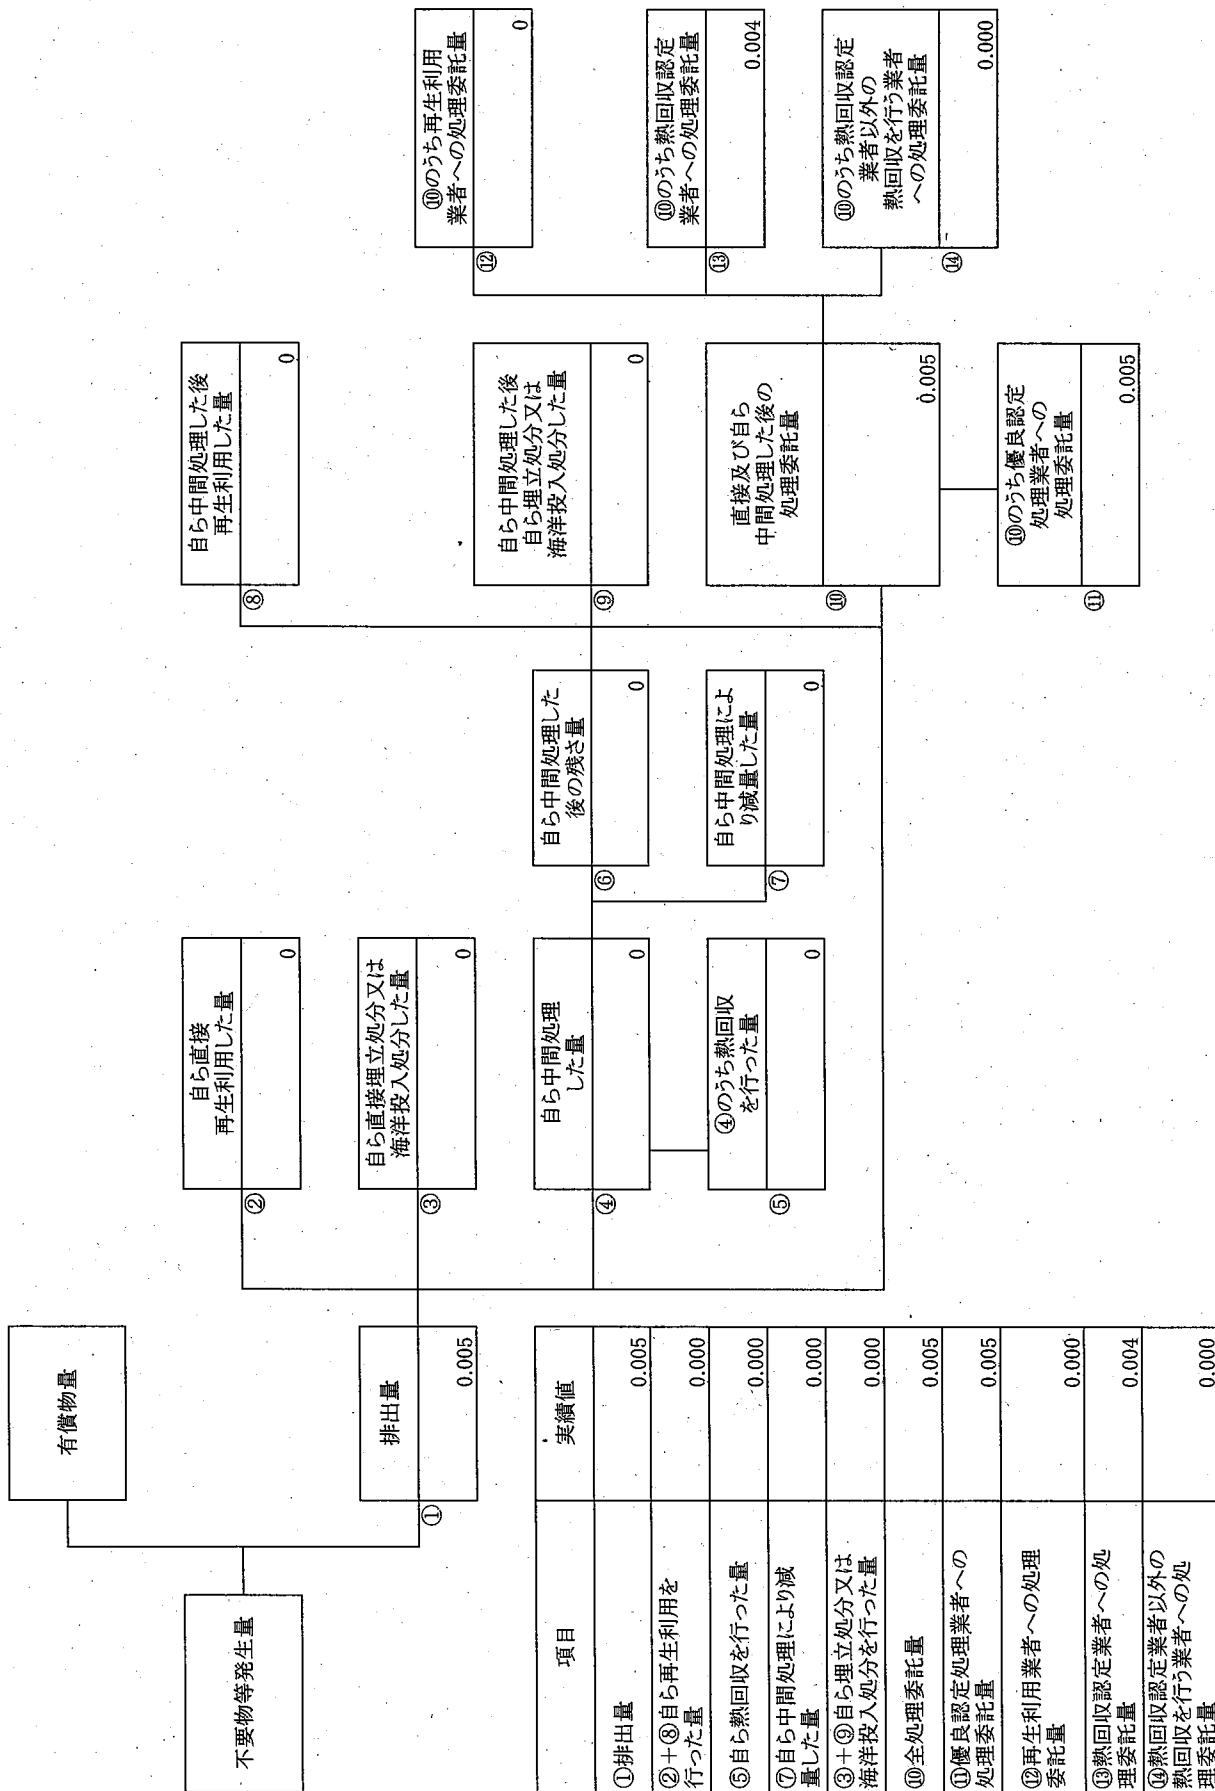 不要物等発生量
有償物量
排出量
①
0.005
自ら直接
再生利用した量
②
0
自ら直接埋立処分又は
海洋投入処分した量
③
0
自ら中間処理
した量
④
0
④のうち熱回収
を行った量
⑤
0
自ら中間処理した
後の残さ量
⑥
0
自ら中間処理によ
り減量した量
⑦
0
自ら中間処理した後
再生利用した量
⑧
0
自ら中間処理した後
自ら埋立処分又は
海洋投入処分した量
⑨
0
直接及び自ら
中間処理した後の
処理委託量
⑩
0.005
⑩のうち優良認定
処理業者への
処理委託量
⑪
0.005
⑩のうち再生利用
業者への処理委託量
⑫
0
⑩のうち熱回収認定
業者への処理委託量
⑬
0.004
⑩のうち熱回収認定
業者以外の
熱回収を行う業者
への処理委託量
⑭
0.000
項目 実績値
①排出量 0.005
②+⑧自ら再生利用を
行った量 0.000
⑤自ら熱回収を行った量 0.000
⑦自ら中間処理により減
量した量 0.000
③+⑨自ら埋立処分又は
海洋投入処分を行った量 0.000
⑩全処理委託量 0.005
⑪優良認定処理業者への
処理委託量 0.005
⑫再生利用業者への処理
委託量 0.000
⑬熱回収認定業者への処
理委託量 0.004
⑭熱回収認定業者以外の
熱回収を行う業者への処
理委託量 0.000